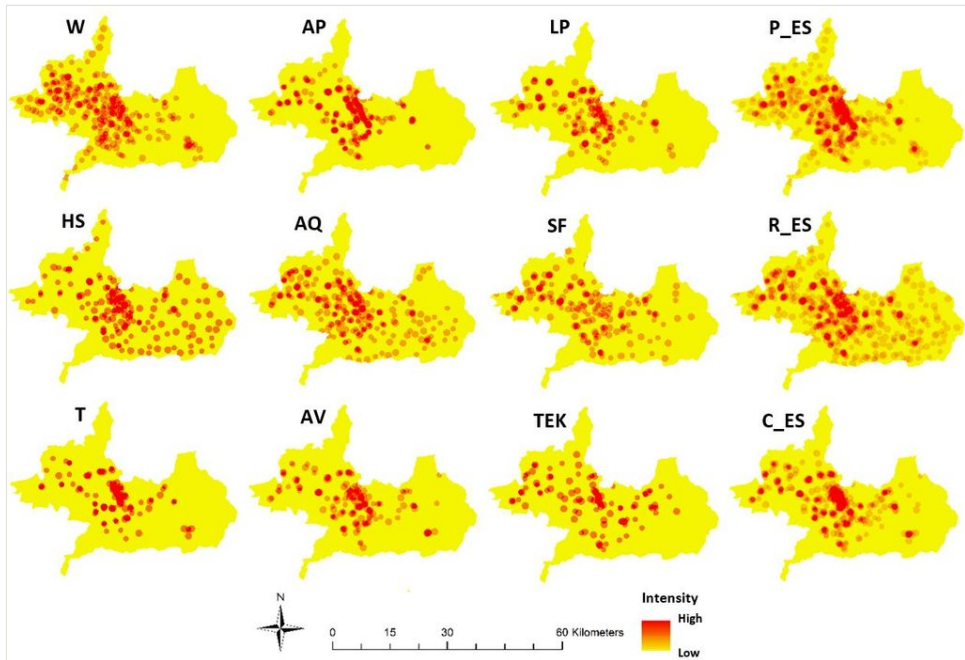 W AP LP P_ES
HS AQ SF R_ES
T AV TEK C_ES
N
Intensity
High
Low
0 15 30 60 Kilometers